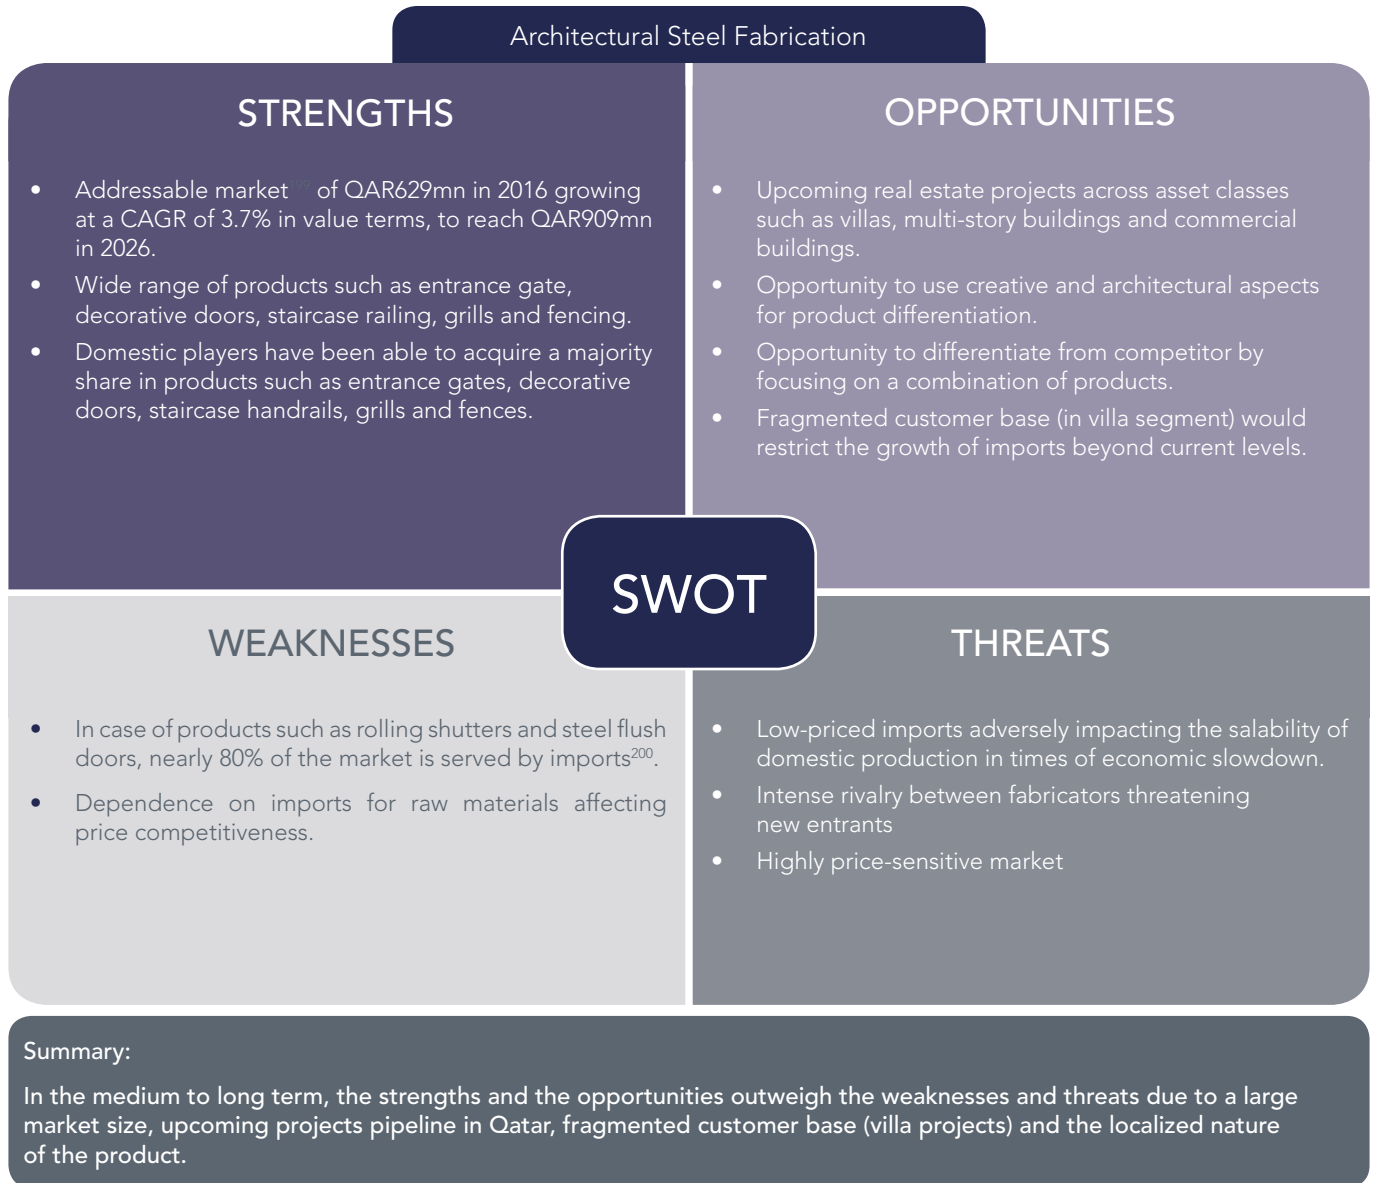 Architectural Steel Fabrication
STRENGTHS
• Addressable market199 of QAR629mn in 2016 growing
at a CAGR of 3.7% in value terms, to reach QAR909mn
in 2026.
• Wide range of products such as entrance gate,
decorative doors, staircase railing, grills and fencing.
• Domestic players have been able to acquire a majority
share in products such as entrance gates, decorative
doors, staircase handrails, grills and fences.
OPPORTUNITIES
• Upcoming real estate projects across asset classes
such as villas, multi-story buildings and commercial
buildings.
• Opportunity to use creative and architectural aspects
for product differentiation.
• Opportunity to differentiate from competitor by
focusing on a combination of products.
• Fragmented customer base (in villa segment) would
restrict the growth of imports beyond current levels.
SWOT
WEAKNESSES
• In case of products such as rolling shutters and steel flush
doors, nearly 80% of the market is served by imports200.
• Dependence on imports for raw materials affecting
price competitiveness.
THREATS
• Low-priced imports adversely impacting the salability of
domestic production in times of economic slowdown.
• Intense rivalry between fabricators threatening
new entrants
• Highly price-sensitive market
Summary:
In the medium to long term, the strengths and the opportunities outweigh the weaknesses and threats due to a large
market size, upcoming projects pipeline in Qatar, fragmented customer base (villa projects) and the localized nature
of the product.